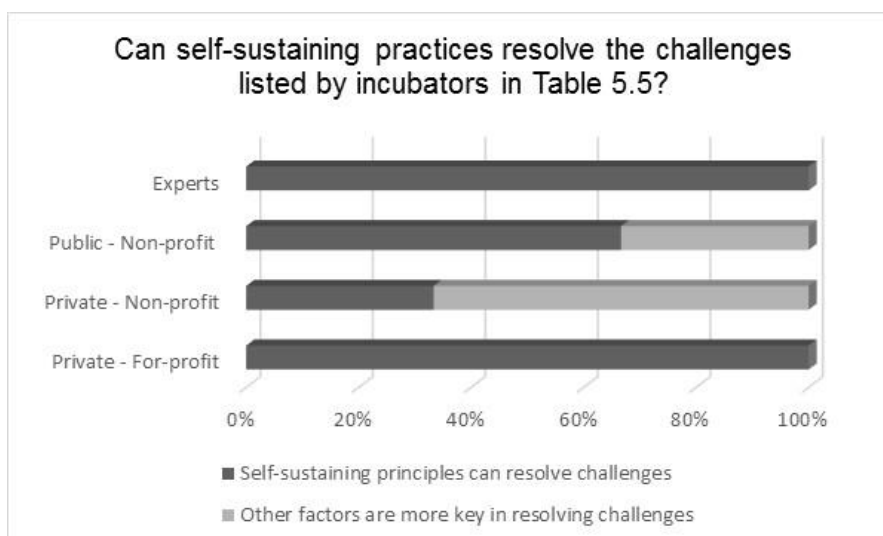 Can self-sustaining practices resolve the challenges
listed by incubators in Table 5.5?
Experts
Public - Non-profit
Private - Non-profit
Private - For-profit
0% 20% 40% 60% 80% 100%
Self-sustaining principles can resolve challenges
Other factors are more key in resolving challenges